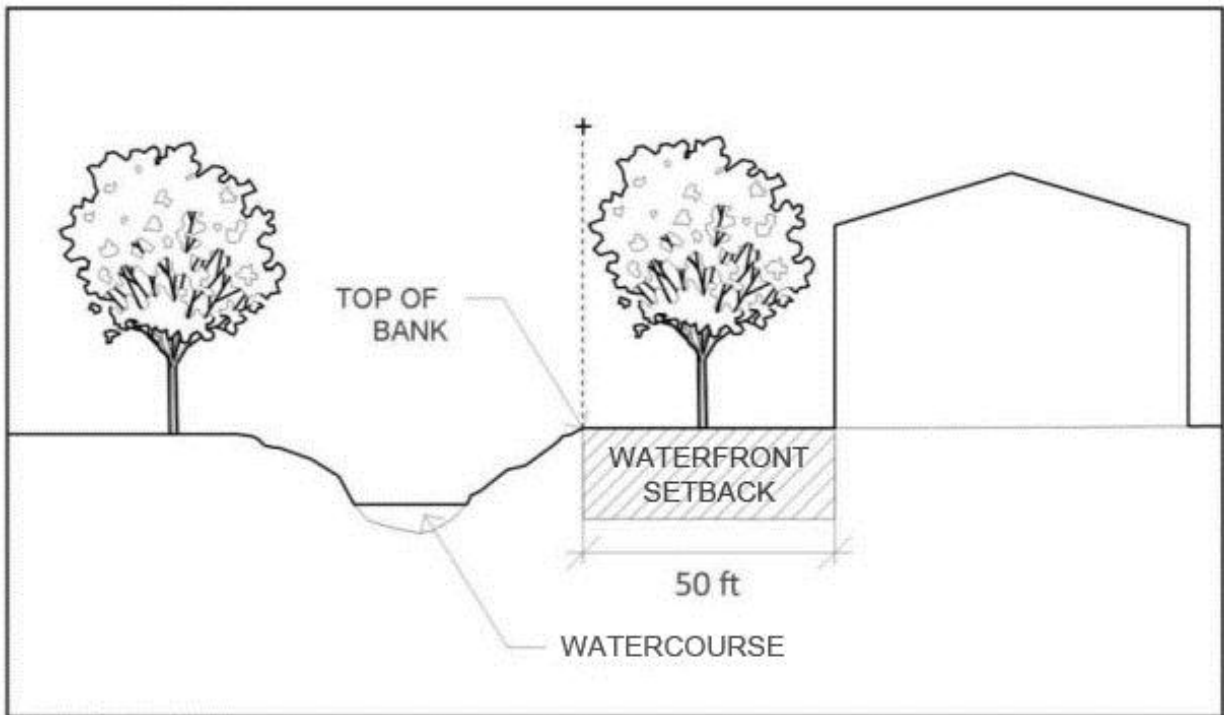 TOP OF
BANK
WATERFRONT
SETBACK
50 ft
WATERCOURSE